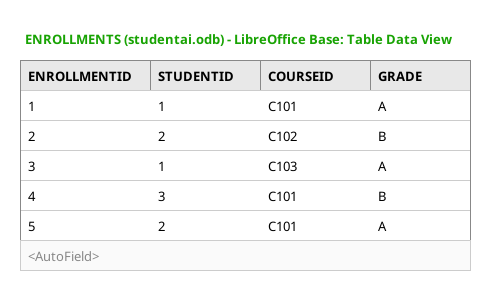 ENROLLMENTS (studentai.odb) - LibreOffice Base: Table Data View
ENROLLMENTID STUDENTID COURSEID GRADE
1 1 C101 A
2 2 C102 B
3 1 C103 A
4 3 C101 B
5 2 C101 A
<AutoField>